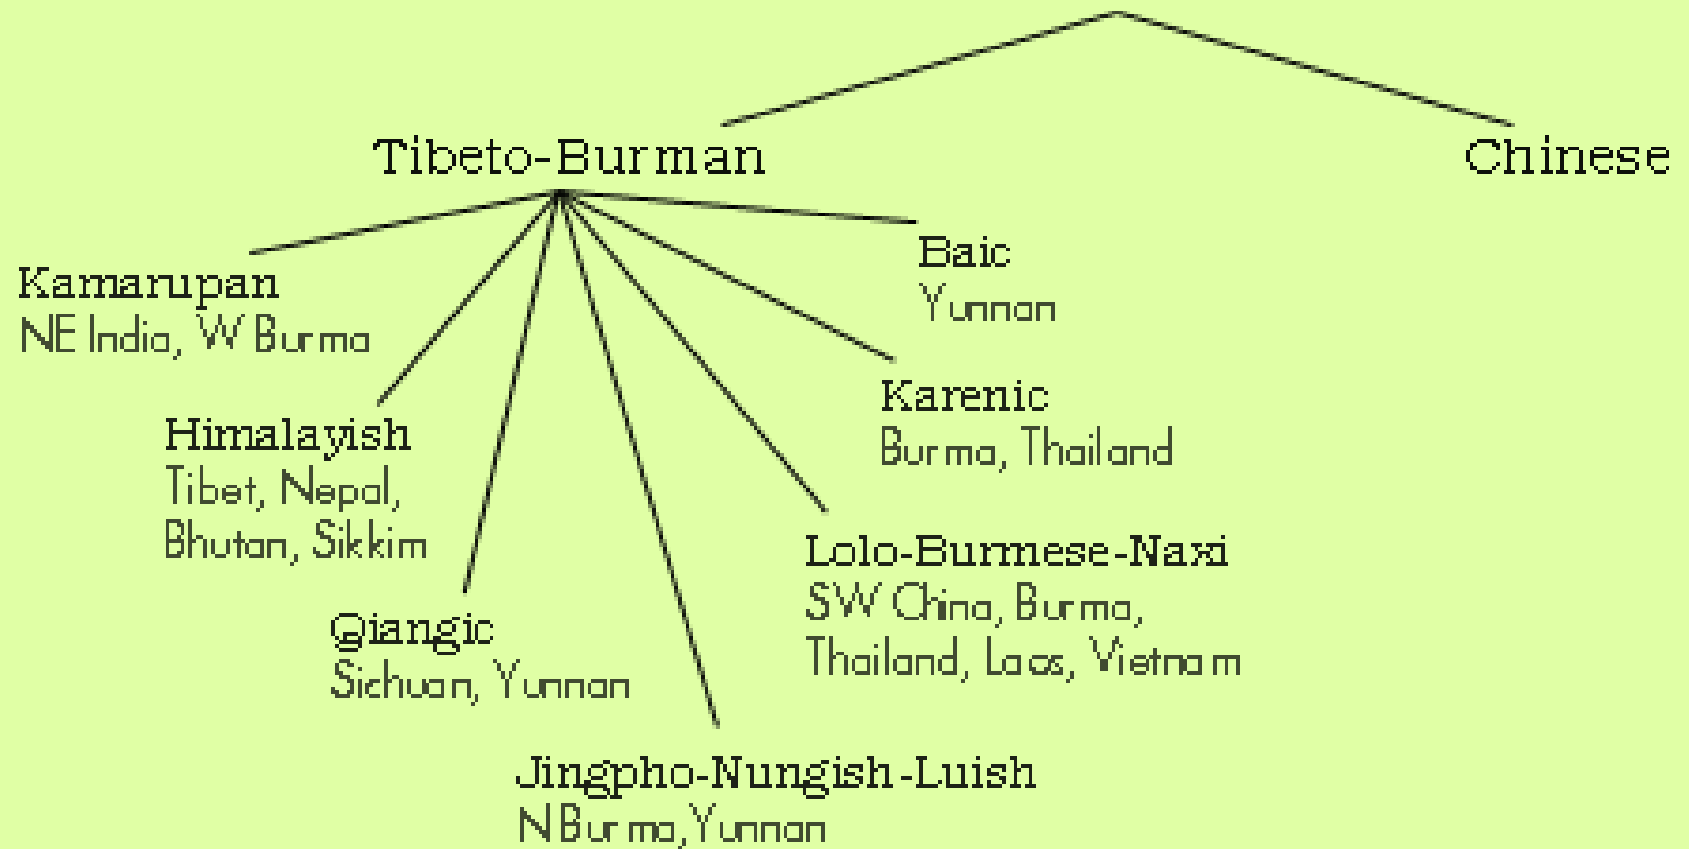 Tibeto-Burman
Chinese
Kamarupan
NE India, W Burma
Himalayish
Tibet, Nepal,
Bhutan, Sikkim
Qiangic
Sichuan, Yunnan
Jingpho-Nungish-Luish
N Burma, Yunnan
Lolo-Burmese-Naxi
SW China, Burma,
Thailand, Laos, Vietnam
Karenic
Burma, Thailand
Baic
Yunnan